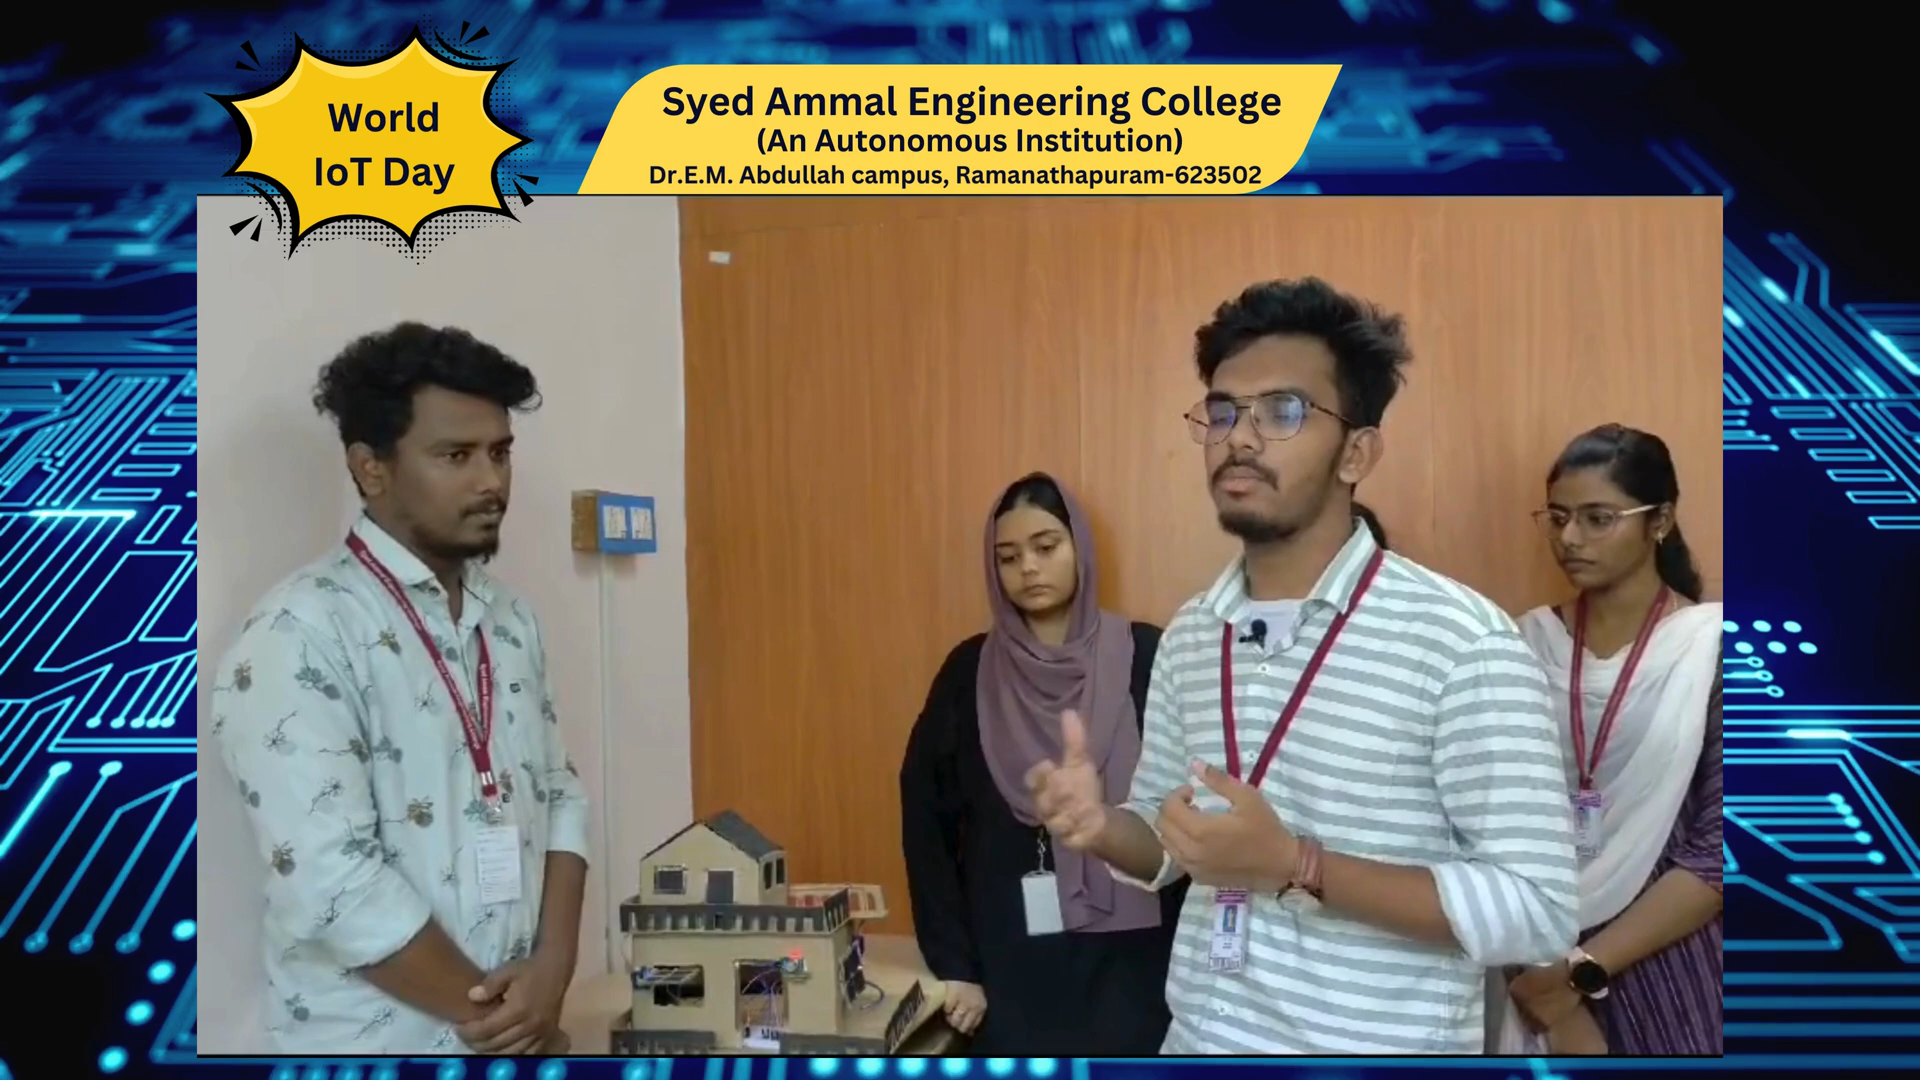 World
IoT Day
Syed Ammal Engineering College
(An Autonomous Institution)
Dr.E.M. Abdullah campus, Ramanathapuram-623502